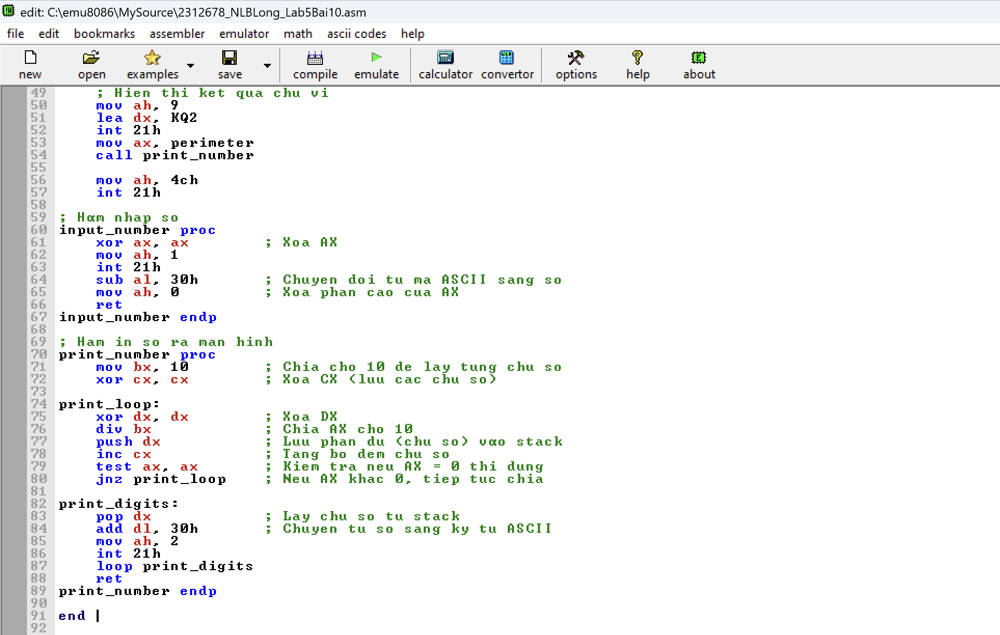 edit: C:\emu8086\MySource\2312678_NLBLong_Lab5Bai10.asm
file edit bookmarks assembler emulator math ascii codes help
new open examples save compile emulate calculator convertor options help about
49 ; Hien thi ket qua chu vi
50 mov ah, 9
51 lea dx, KQ2
52 int 21h
53 mov ax, perimeter
54 call print_number
55
56 mov ah, 4ch
57 int 21h
58
59 ; Hαm nhap so
60 input_number proc
61 xor ax, ax ; Xoa AX
62 mov ah, 1
63 int 21h
64 sub al, 30h ; Chuyen doi tu ma ASCII sang so
65 mov ah, 0 ; Xoa phan cao cua AX
66 ret
67 input_number endp
68
69 ; Ham in so ra man hinh
70 print_number proc
71 mov bx, 10 ; Chia cho 10 de lay tung chu so
72 xor cx, cx ; Xoa CX (luu cac chu so)
73
74 print_loop:
75 xor dx, dx ; Xoa DX
76 div bx ; Chia AX cho 10
77 push dx ; Luu phan du (chu so) vαo stack
78 inc cx ; Tang bo dem chu so
79 test ax, ax ; Kiem tra neu AX = 0 thi dung
80 jnz print_loop ; Neu AX khac 0, tiep tuc chia
81
82 print_digits:
83 pop dx ; Lay chu so tu stack
84 add dl, 30h ; Chuyen tu so sang ky tu ASCII
85 mov ah, 2
86 int 21h
87 loop print_digits
88 ret
89 print_number endp
90
91 end
92